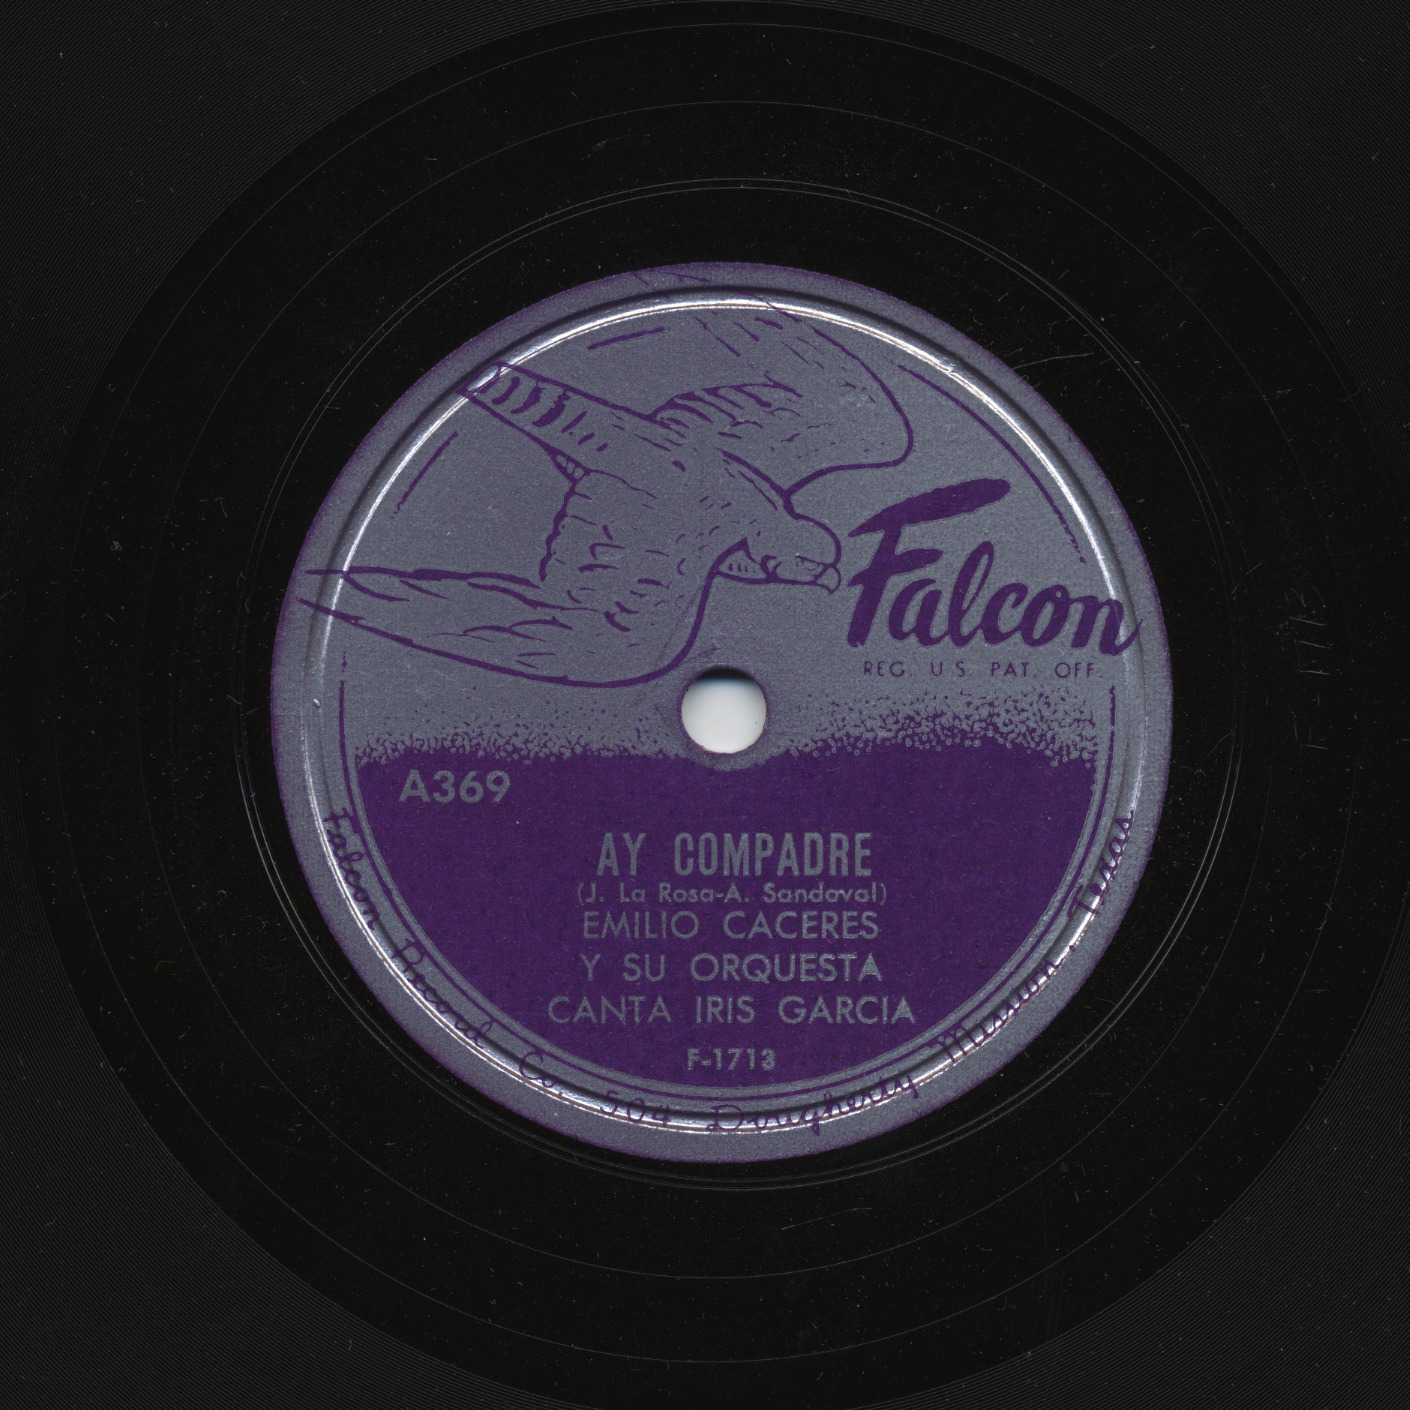 Falcon
REG. U.S. PAT. OFF.
A369
AY COMPADRE
(J. La Rosa-A. Sandoval)
EMILIO CACERES
Y SU ORQUESTA
CANTA IRIS GARCIA
F-1713
Falcon Record Co. 504 Dougherty Mission, Texas
F-1713